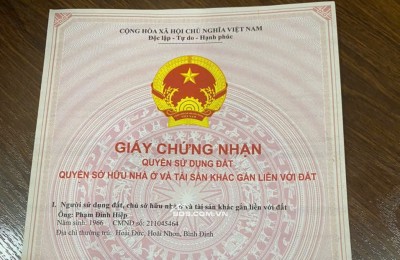 CỘNG HÒA XÃ HỘI CHỦ NGHĨA VIỆT NAM
Độc lập - Tự do - Hạnh phúc
GIẤY CHỨNG NHẬN
QUYỀN SỬ DỤNG ĐẤT
QUYỀN SỞ HỮU NHÀ Ở VÀ TÀI SẢN KHÁC GẮN LIỀN VỚI ĐẤT
I. Người sử dụng đất, chủ sở hữu nhà ở và tài sản khác gắn liền với đất
Ông: Phạm Đình Hiệp
Năm sinh: 1966 CMND số: 211043464
Địa chỉ thường trú: Hoài Đức, Hoài Nhơn, Bình Định